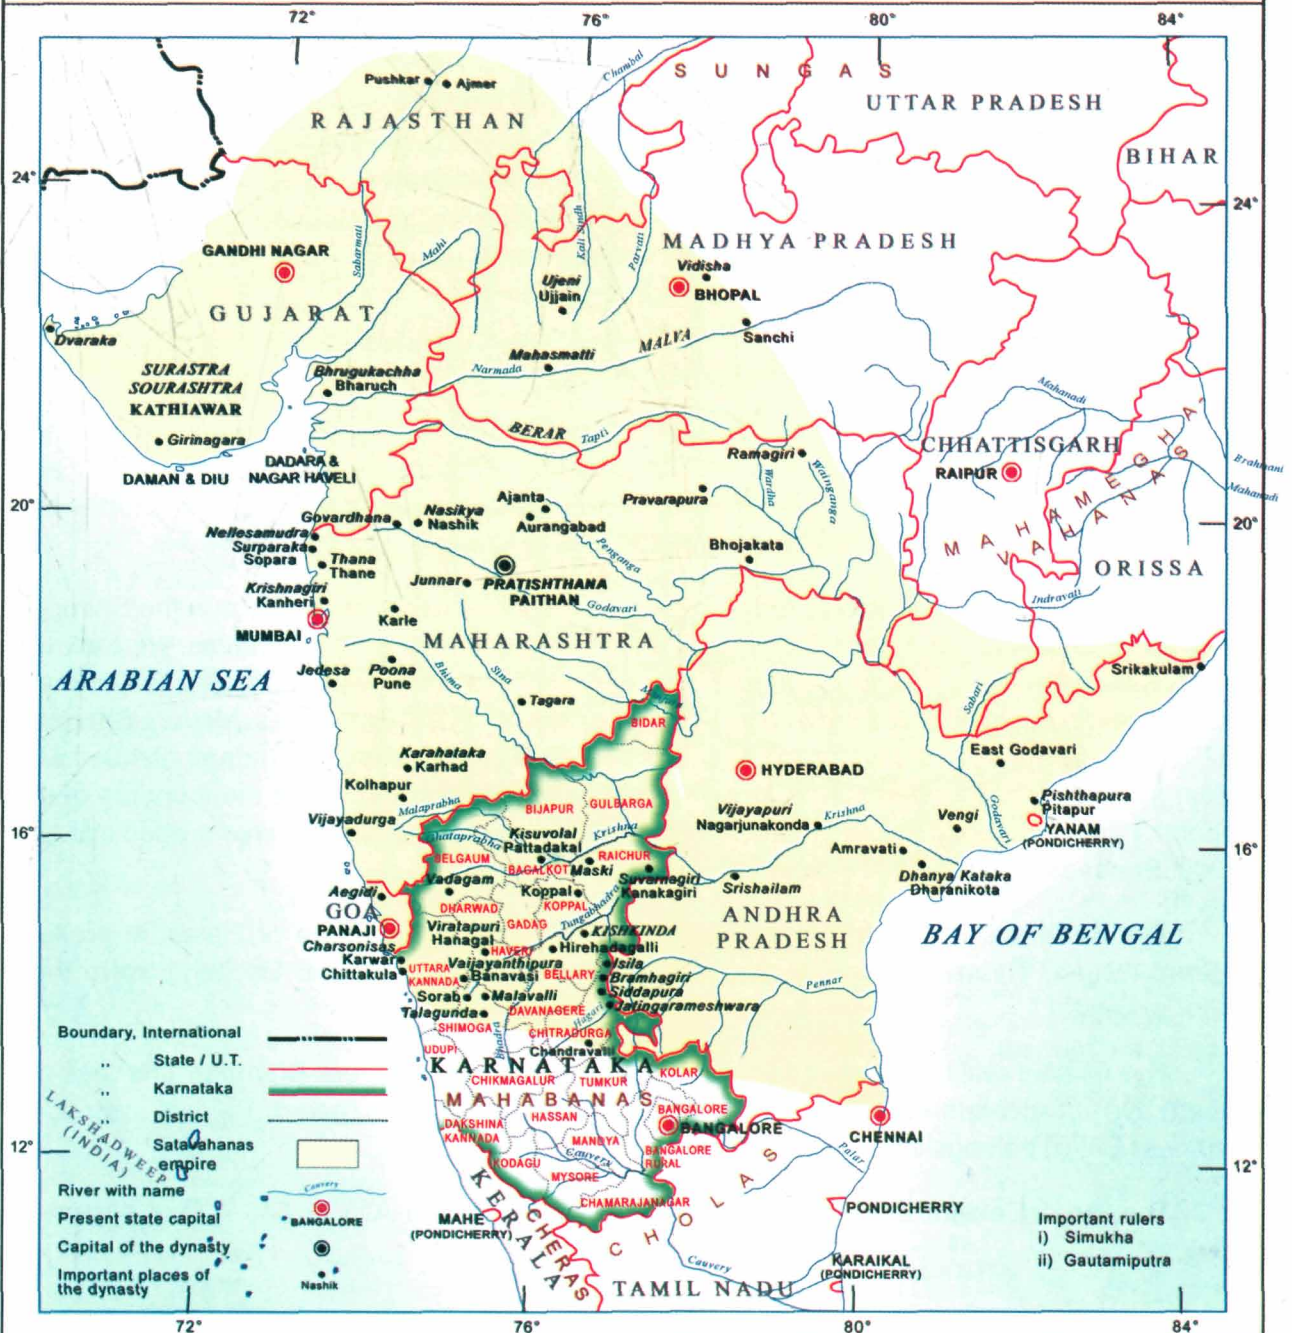 72°
76°
80°
84°
24°
24°
20°
20°
16°
16°
12°
12°
72°
76°
80°
84°
SUNGAS
UTTAR PRADESH
BIHAR
Pushkar
Ajmer
RAJASTHAN
Chambal
Kali Sindh
Parvati
Sabarmati
Mahi
MADHYA PRADESH
GANDHI NAGAR
GUJARAT
Ujeni
Ujjain
Vidisha
BHOPAL
Sanchi
MALVA
Dvaraka
SURASTRA
SOURASHTRA
KATHIAWAR
Girinagara
DAMAN & DIU
DADARA &
NAGAR HAVELI
Bhrugukachha
Bharuch
Mahasmatti
Narmada
BERAR
Tapti
Mahanadi
CHHATTISGARH
RAIPUR
MAHAMEGHA-
VAHANAS
Brahmani
Mahanadi
ORISSA
Indravati
Ramagiri
Wardha
Wainganga
Pravarapura
Bhojakata
Govardhana
Nasikya
Nashik
Ajanta
Aurangabad
Penganga
Nellesamudra
Surparaka
Sopara
Thana
Thane
Krishnagiri
Kanheri
MUMBAI
Junnar
PRATISHTHANA
PAITHAN
Godavari
Karle
MAHARASHTRA
Jedesa
Poona
Pune
Bhima
Sina
Tagara
ARABIAN SEA
Srikakulam
Sabari
East Godavari
Godavari
Pishthapura
Pitapur
YANAM
(PONDICHERRY)
Vengi
HYDERABAD
Vijayapuri
Nagarjunakonda
Krishna
Amravati
Dhanya Kataka
Dharanikota
Srishailam
ANDHRA
PRADESH
BAY OF BENGAL
Pennar
Karahataka
Karhad
Kolhapur
Vijayadurga
Malaprabha
Ghataprabha
BIDAR
BIJAPUR
GULBARGA
Kisuvolal
Pattadakal
Krishna
BELGAUM
BAGALKOT
RAICHUR
Maski
Vadagam
Koppal
KOPPAL
Suvarnagiri
Kanakagiri
Aegidi
GOA
PANAJI
DHARWAD
GADAG
Tungabhadra
Charsonisas
Karwar
Chittakula
Viratapuri
Hanagal
HAVERI
KISHKINDA
Hirehadagalli
UTTARA
KANNADA
Vaijayanthipura
Banavasi
BELLARY
Isila
Bramhagiri
Siddapura
Jatingarameshwara
Sorab
Malavalli
Talagunda
DAVANAGERE
Hagari
SHIMOGA
Bhadra
CHITRADURGA
Chandravalli
UDUPI
KARNATAKA
CHIKMAGALUR
TUMKUR
KOLAR
MAHABANAS
HASSAN
BANGALORE
BANGALORE
DAKSHINA
KANNADA
MANDYA
Cauvery
BANGALORE
RURAL
KODAGU
MYSORE
CHAMARAJANAGAR
CHENNAI
Palar
CHOLAS
KERALA
CHERAS
MAHE
(PONDICHERRY)
PONDICHERRY
Cauvery
KARAIKAL
(PONDICHERRY)
TAMIL NADU
LAKSHADWEEP
(INDIA)
Boundary, International
" State / U.T.
" Karnataka
" District
Satavahanas
empire
River with name
Cauvery
Present state capital
BANGALORE
Capital of the dynasty
Important places of
the dynasty
Nashik
Important rulers
i) Simukha
ii) Gautamiputra